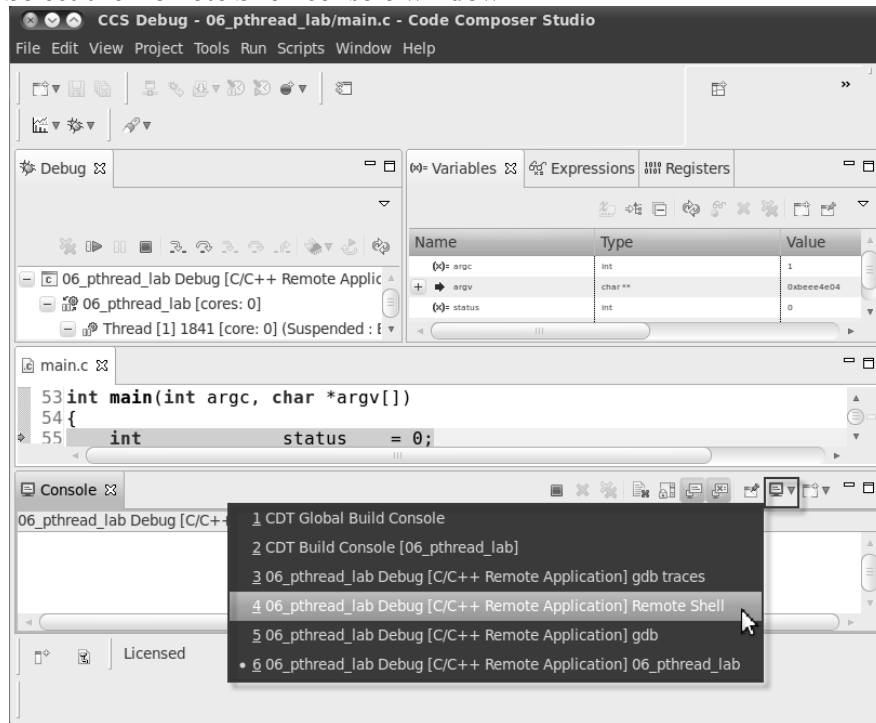 CCS Debug - 06_pthread_lab/main.c - Code Composer Studio
File Edit View Project Tools Run Scripts Window Help
»
Debug
(x)= Variables Expressions 1010 0101 Registers
Name Type Value
(x)= argc int 1
argv char ** 0xbeee4e04
(x)= status int 0
06_pthread_lab Debug [C/C++ Remote Applic
06_pthread_lab [cores: 0]
Thread [1] 1841 [core: 0] (Suspended :
main.c
53 int main(int argc, char *argv[])
54 {
55 int status = 0;
Console
06_pthread_lab Debug [C/C++
1 CDT Global Build Console
2 CDT Build Console [06_pthread_lab]
3 06_pthread_lab Debug [C/C++ Remote Application] gdb traces
4 06_pthread_lab Debug [C/C++ Remote Application] Remote Shell
5 06_pthread_lab Debug [C/C++ Remote Application] gdb
• 6 06_pthread_lab Debug [C/C++ Remote Application] 06_pthread_lab
Licensed